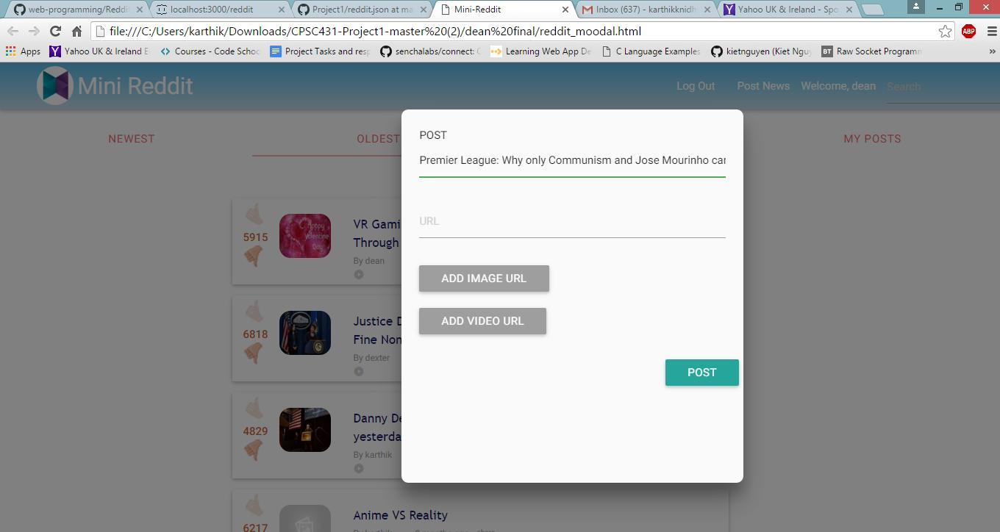 web-programming/Reddit
localhost:3000/reddit
Project1/reddit.json at ma
Mini-Reddit
Inbox (637) - karthikknidh
Yahoo UK & Ireland - Spo
file:///C:/Users/karthik/Downloads/CPSC431-Project1-master%20(2)/dean%20final/reddit_moodal.html
ABP
Apps
Yahoo UK & Ireland E
Courses - Code Schoo
Project Tasks and resp
senchalabs/connect: C
Learning Web App De
C Language Examples
kietnguyen (Kiet Ngu
BT
Raw Socket Programm
»
Mini Reddit
Log Out
Post News
Welcome, dean
Search
NEWEST
OLDEST
MY POSTS
POST
Premier League: Why only Communism and Jose Mourinho can
URL
ADD IMAGE URL
ADD VIDEO URL
POST
5915
Happy
Valentine
Day
VR Gami
Through
By dean
6818
Justice D
Fine Non
By dexter
4829
Danny De
yesterda
By karthik
6217
Anime VS Reality